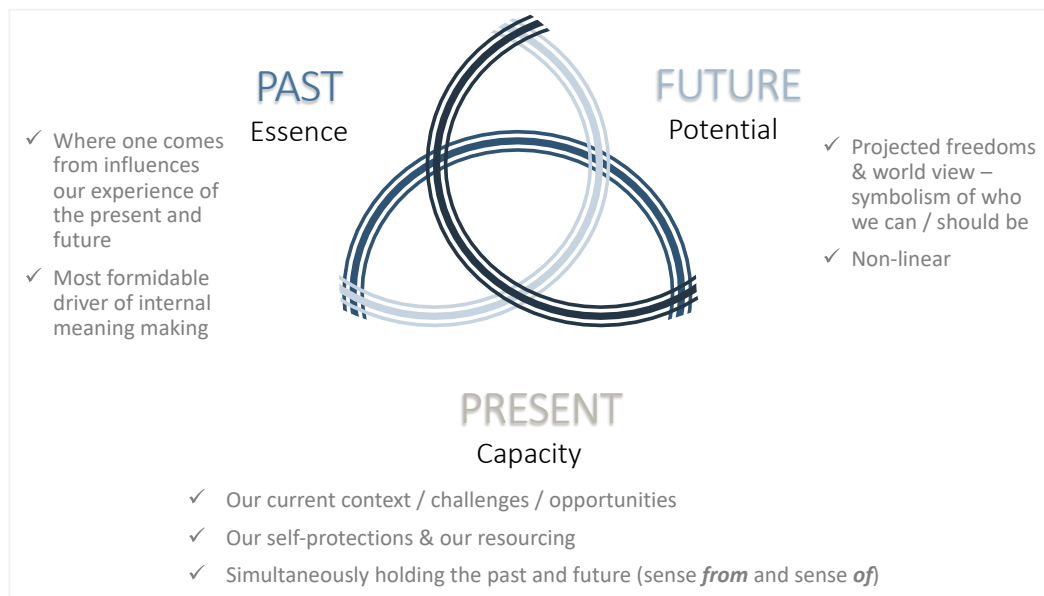 PAST
Essence
✓ Where one comes
from influences
our experience of
the present and
future
✓ Most formidable
driver of internal
meaning making
FUTURE
Potential
✓ Projected freedoms
& world view –
symbolism of who
we can / should be
✓ Non-linear
PRESENT
Capacity
✓ Our current context / challenges / opportunities
✓ Our self-protections & our resourcing
✓ Simultaneously holding the past and future (sense from and sense of)